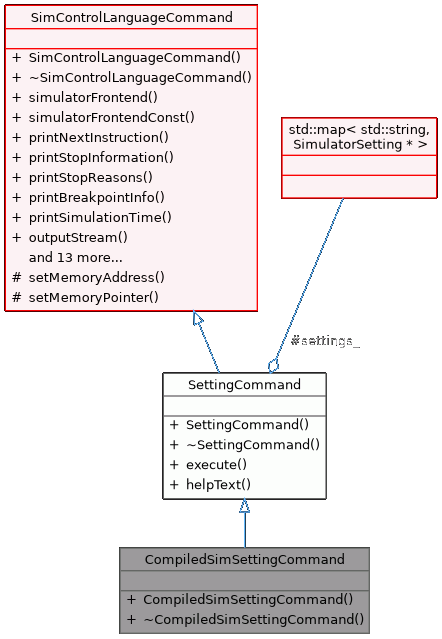 SimControlLanguageCommand
+ SimControlLanguageCommand()
+ ~SimControlLanguageCommand()
+ simulatorFrontend()
+ simulatorFrontendConst()
+ printNextInstruction()
+ printStopInformation()
+ printStopReasons()
+ printBreakpointInfo()
+ printSimulationTime()
+ outputStream()
and 13 more...
# setMemoryAddress()
# setMemoryPointer()
std::map< std::string,
SimulatorSetting * >
#settings_
SettingCommand
+ SettingCommand()
+ ~SettingCommand()
+ execute()
+ helpText()
CompiledSimSettingCommand
+ CompiledSimSettingCommand()
+ ~CompiledSimSettingCommand()